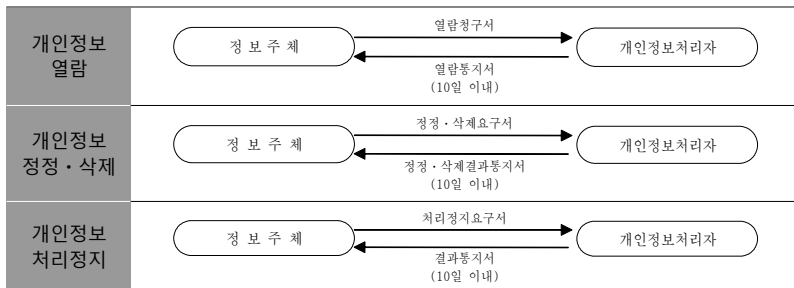 개인정보
열람
정 보 주 체
열람청구서
열람통지서
(10일 이내)
개인정보처리자
개인정보
정정・삭제
정 보 주 체
정정・삭제요구서
정정・삭제결과통지서
(10일 이내)
개인정보처리자
개인정보
처리정지
정 보 주 체
처리정지요구서
결과통지서
(10일 이내)
개인정보처리자